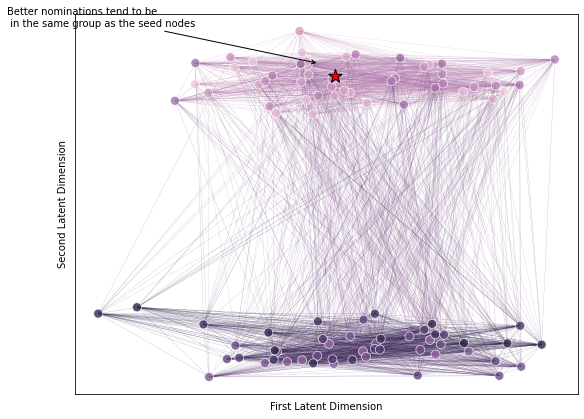 Better nominations tend to be
in the same group as the seed nodes
Second Latent Dimension
First Latent Dimension